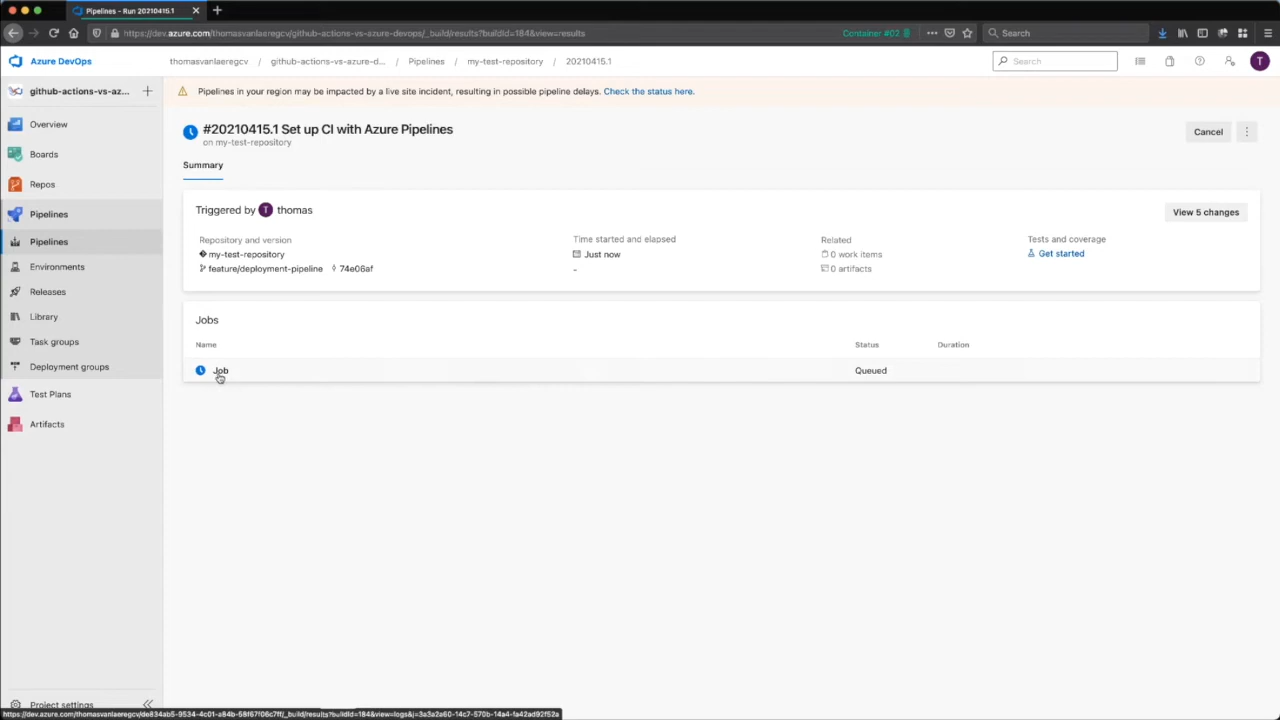 Pipelines - Run 20210415.1
https://dev.azure.com/thomasvanlaeregcv/github-actions-vs-azure-devops/_build/results?buildId=184&view=results
Container #02
Search
Azure DevOps
thomasvanlaeregcv / github-actions-vs-azure-d... / Pipelines / my-test-repository / 20210415.1
Search
T
github-actions-vs-az...
Pipelines in your region may be impacted by a live site incident, resulting in possible pipeline delays. Check the status here.
Overview
Boards
Repos
Pipelines
Pipelines
Environments
Releases
Library
Task groups
Deployment groups
Test Plans
Artifacts
Project settings
#20210415.1 Set up CI with Azure Pipelines
on my-test-repository
Cancel
Summary
Triggered by T thomas
View 5 changes
Repository and version
my-test-repository
feature/deployment-pipeline 74e06af
Time started and elapsed
Just now
-
Related
0 work items
0 artifacts
Tests and coverage
Get started
Jobs
Name Status Duration
Job Queued